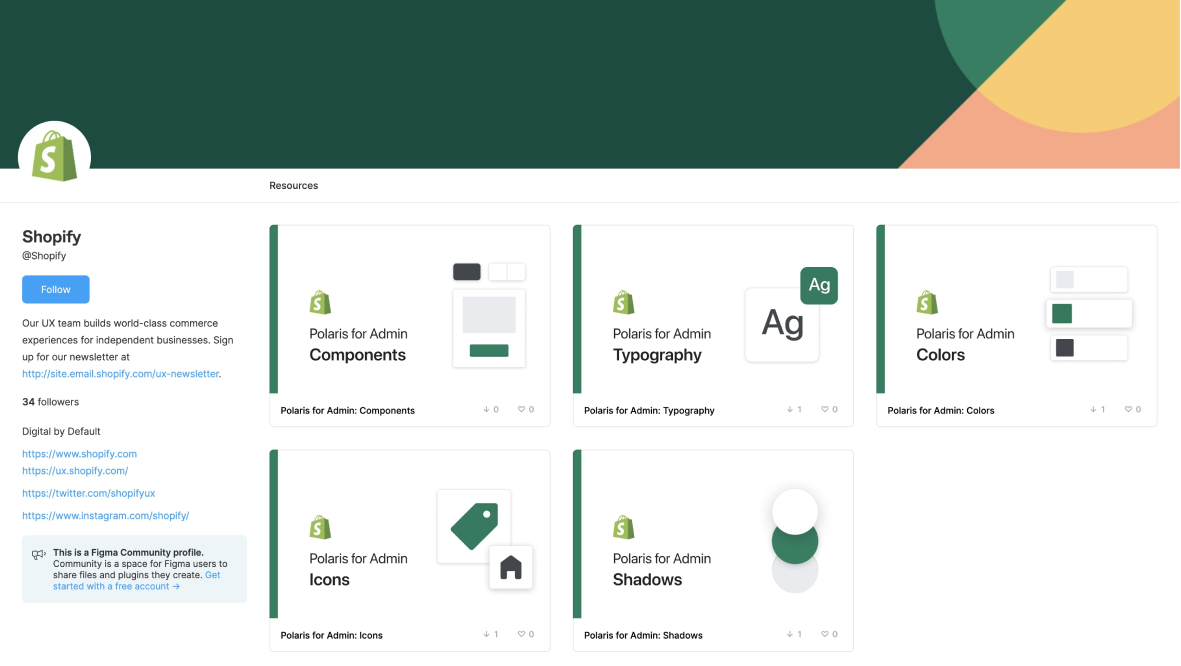 S
Resources
Shopify
@Shopify
Follow
Our UX team builds world-class commerce
experiences for independent businesses. Sign
up for our newsletter at
http://site.email.shopify.com/ux-newsletter.
34 followers
Digital by Default
https://www.shopify.com
https://ux.shopify.com/
https://twitter.com/shopifyux
https://www.instagram.com/shopify/
This is a Figma Community profile.
Community is a space for Figma users to
share files and plugins they create. Get
started with a free account →
S
Polaris for Admin
Components
Polaris for Admin: Components
↓ 0 ♡ 0
S
Polaris for Admin
Typography
Ag
Ag
Polaris for Admin: Typography
↓ 1 ♡ 0
S
Polaris for Admin
Colors
Polaris for Admin: Colors
↓ 1 ♡ 0
S
Polaris for Admin
Icons
Polaris for Admin: Icons
↓ 1 ♡ 0
S
Polaris for Admin
Shadows
Polaris for Admin: Shadows
↓ 1 ♡ 0